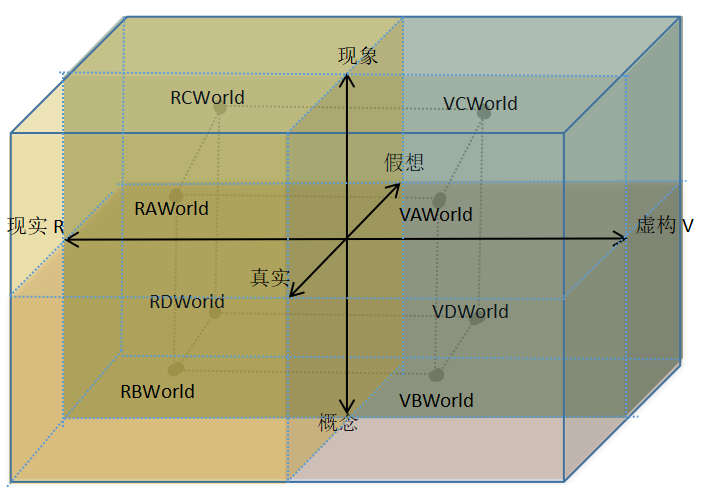 现象
RCWorld
VCWorld
假想
RAWorld
VAWorld
现实 R
虚构 V
真实
RDWorld
VDWorld
RBWorld
VBWorld
概念